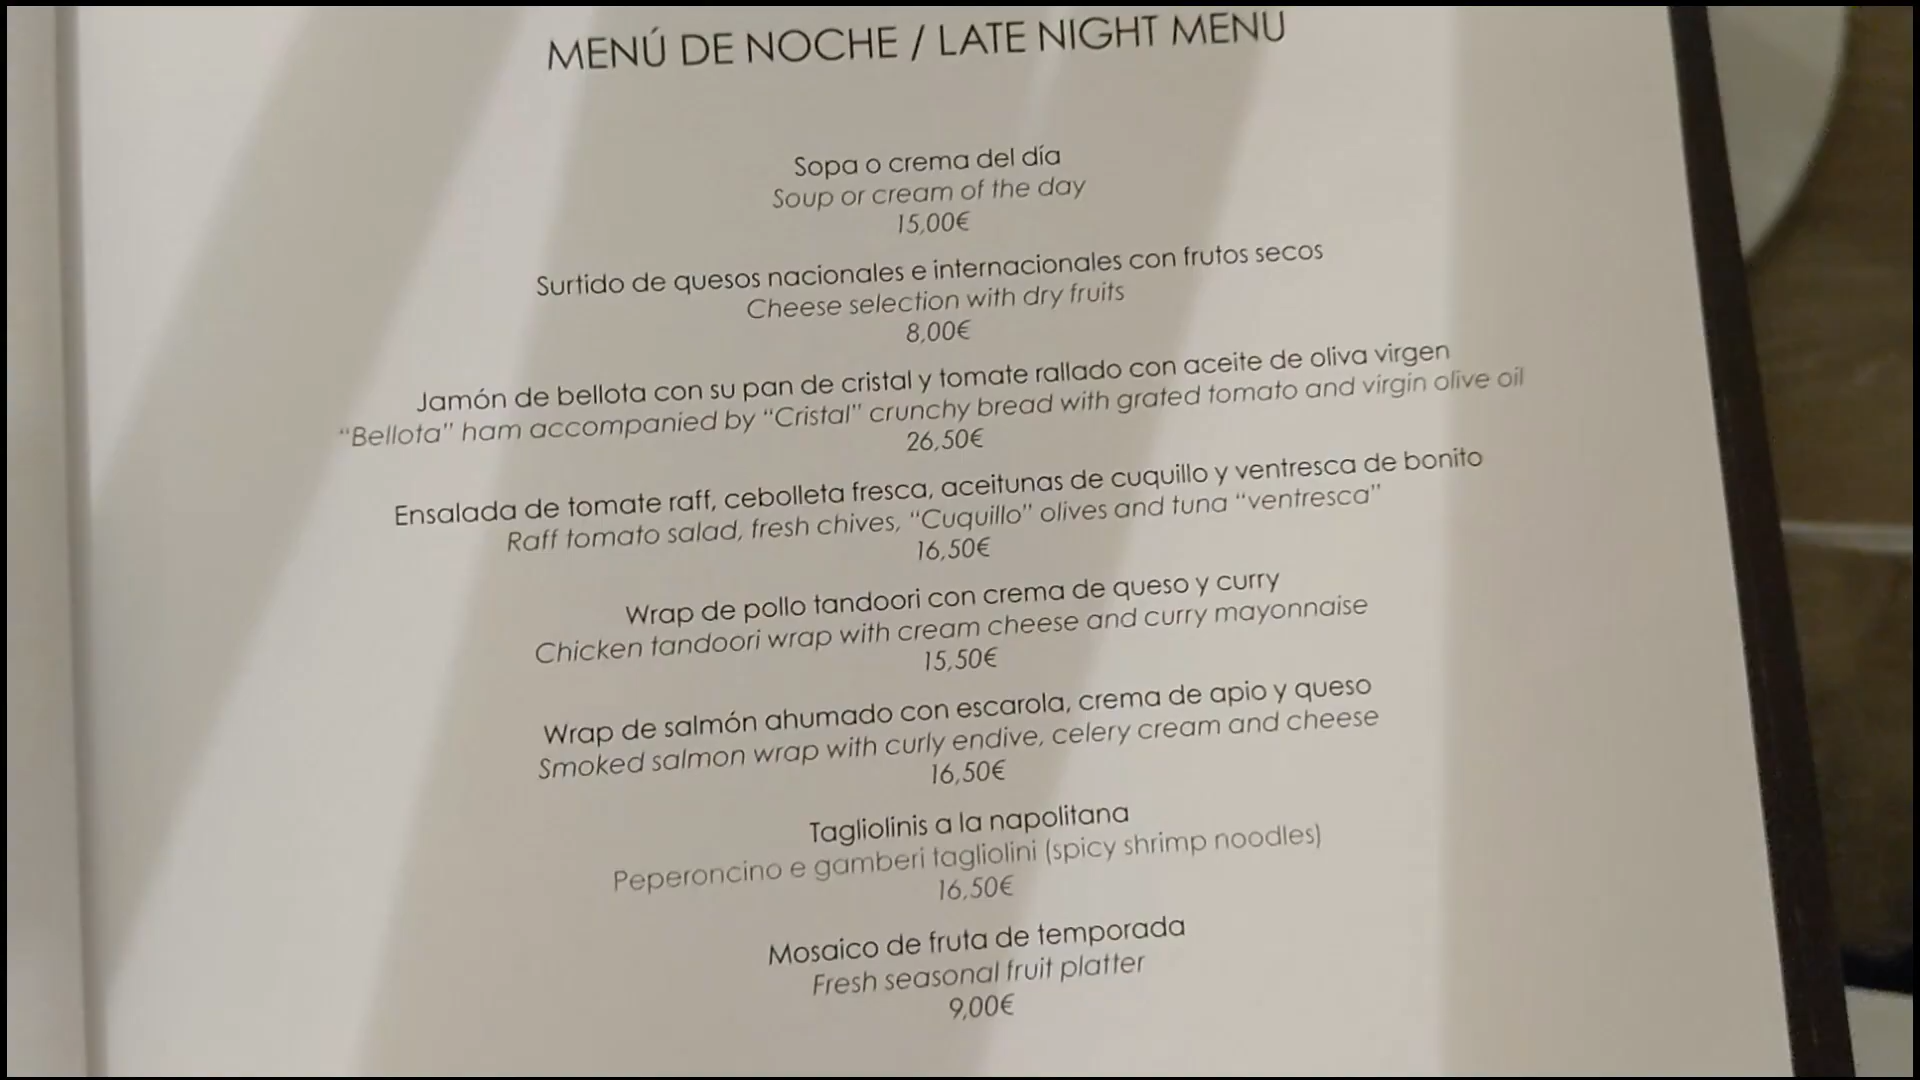 MENÚ DE NOCHE / LATE NIGHT MENU
Sopa o crema del día
Soup or cream of the day
15,00€
Surtido de quesos nacionales e internacionales con frutos secos
Cheese selection with dry fruits
8,00€
Jamón de bellota con su pan de cristal y tomate rallado con aceite de oliva virgen
"Bellota" ham accompanied by "Cristal" crunchy bread with grated tomato and virgin olive oil
26,50€
Ensalada de tomate raff, cebolleta fresca, aceitunas de cuquillo y ventresca de bonito
Raff tomato salad, fresh chives, "Cuquillo" olives and tuna "ventresca"
16,50€
Wrap de pollo tandoori con crema de queso y curry
Chicken tandoori wrap with cream cheese and curry mayonnaise
15,50€
Wrap de salmón ahumado con escarola, crema de apio y queso
Smoked salmon wrap with curly endive, celery cream and cheese
16,50€
Tagliolinis a la napolitana
Peperoncino e gamberi tagliolini (spicy shrimp noodles)
16,50€
Mosaico de fruta de temporada
Fresh seasonal fruit platter
9,00€